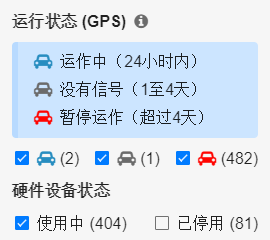 运行状态 (GPS)
运作中（24小时内）
没有信号（1至4天）
暂停运作（超过4天）
(2) (1) (482)
硬件设备状态
使用中 (404) 已停用 (81)